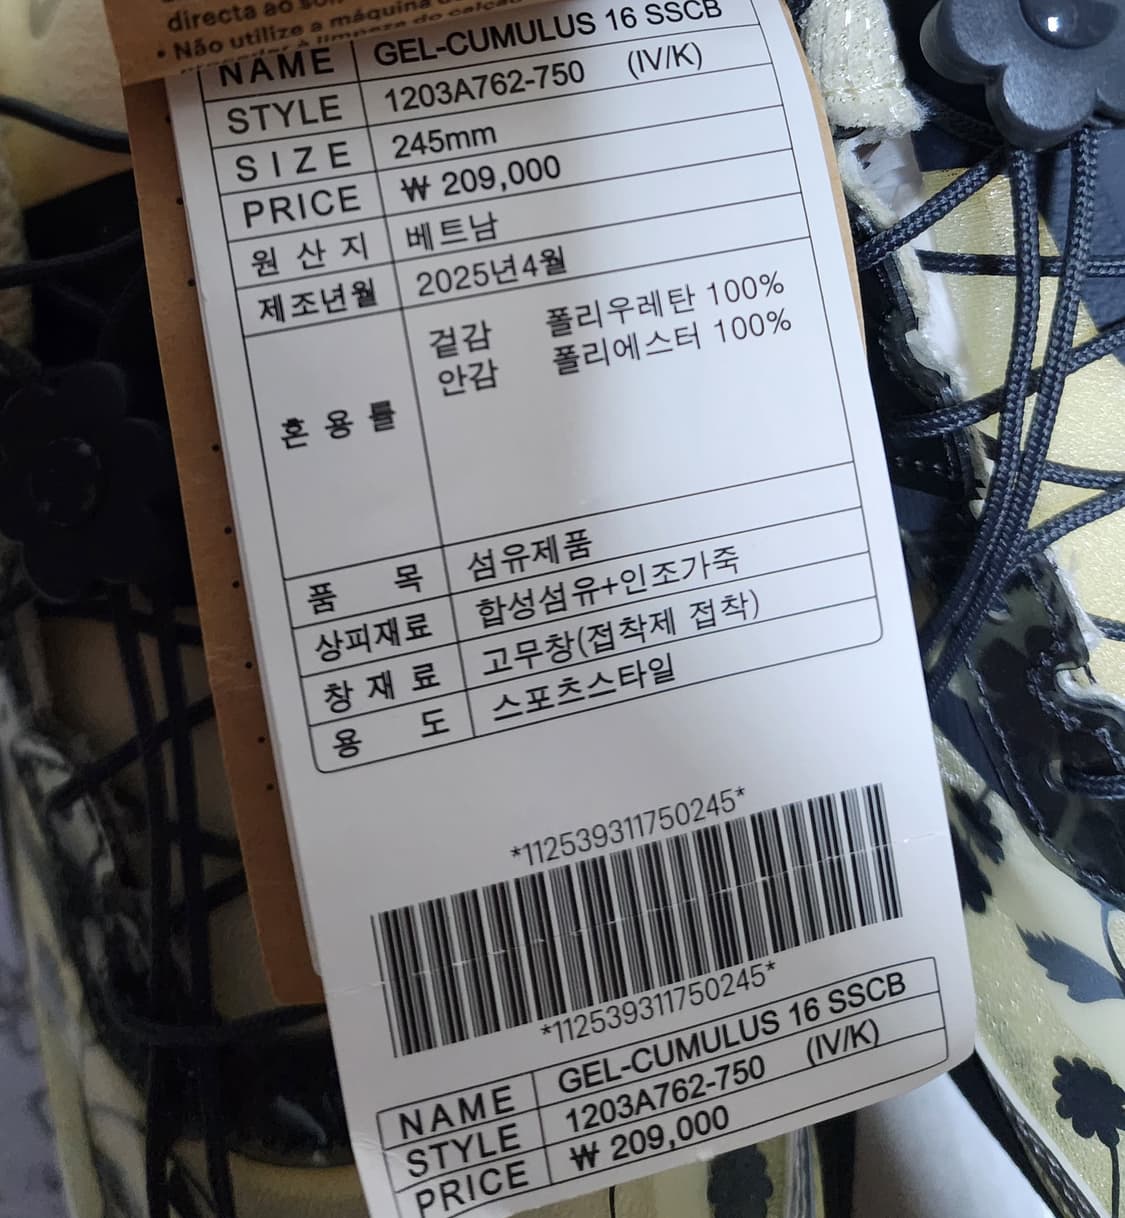 directa ao
• Não utilize a máquina
NAME GEL-CUMULUS 16 SSCB
STYLE 1203A762-750 (IV/K)
SIZE 245mm
PRICE ₩ 209,000
원산지 베트남
제조년월 2025년4월
혼용률 겉감 폴리우레탄 100%
안감 폴리에스터 100%
품목 섬유제품
상피재료 합성섬유+인조가죽
창재료 고무창(접착제 접착)
용도 스포츠스타일
*112539311750245*
*112539311750245*
NAME GEL-CUMULUS 16 SSCB
STYLE 1203A762-750 (IV/K)
PRICE ₩ 209,000